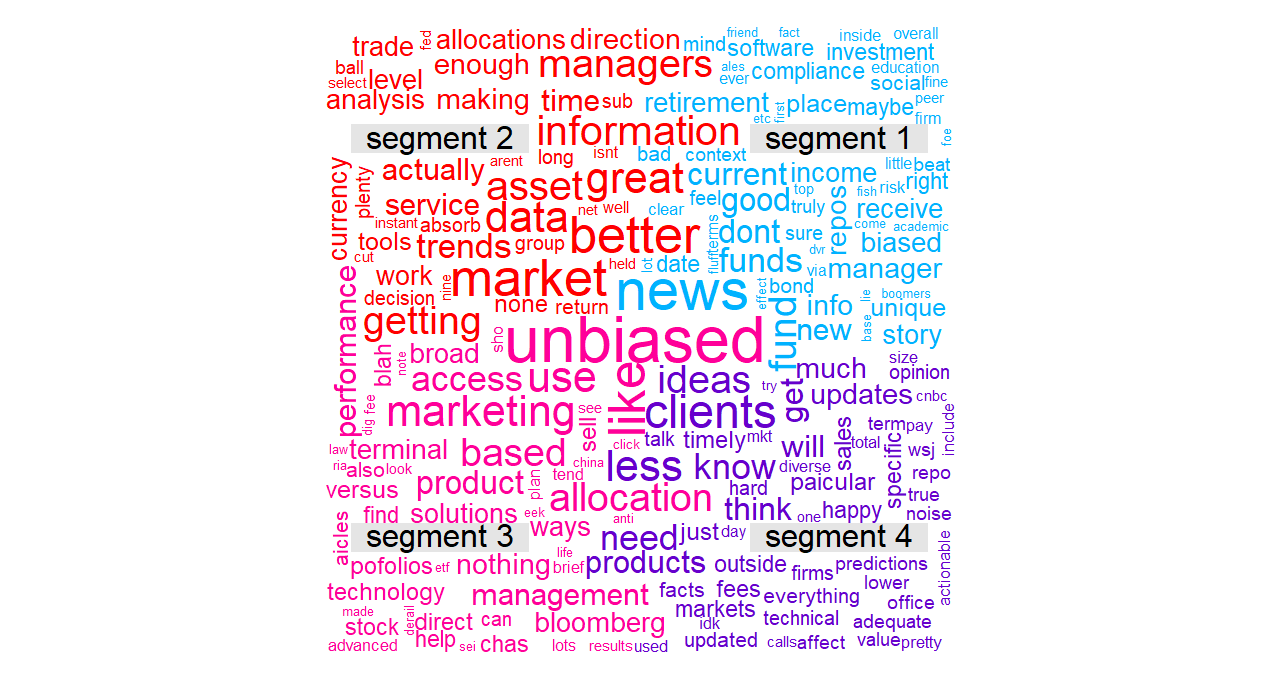 friend fact inside overall
trade fed allocations direction mind software investment
ball enough managers ales compliance education
select level ever social fine
analysis making time sub retirement first place maybe peer
etc firm
segment 2 information segment 1 foe
arent long isnt bad context little beat
currency plenty actually asset great current income right
top fish risk
service data net well clear feel good truly repos receive
instant absorb come academic
tools trends group better fluff terms dont sure dvr biased
cut
work nine market held lot date funds via manager
decision none return news effect bond info lie boomers
getting fund new base unique
performance sho unbiased story
blah note broad much size
access use like ideas try get updates opinion
dig fee marketing see clients cnbc
sell sales term pay include
law terminal click talk timely mkt will total wsj
ria also look based china less know diverse specific repo
versus product plan tend hard paicular true
allocation think one happy noise
aicles find solutions eek ways anti need just day
segment 3 segment 4
life
pofolios etf nothing brief products outside firms predictions actionable
technology management facts fees everything lower
made derail markets office
stock direct can bloomberg idk technical adequate
advanced help sei chas lots results used updated calls affect value pretty